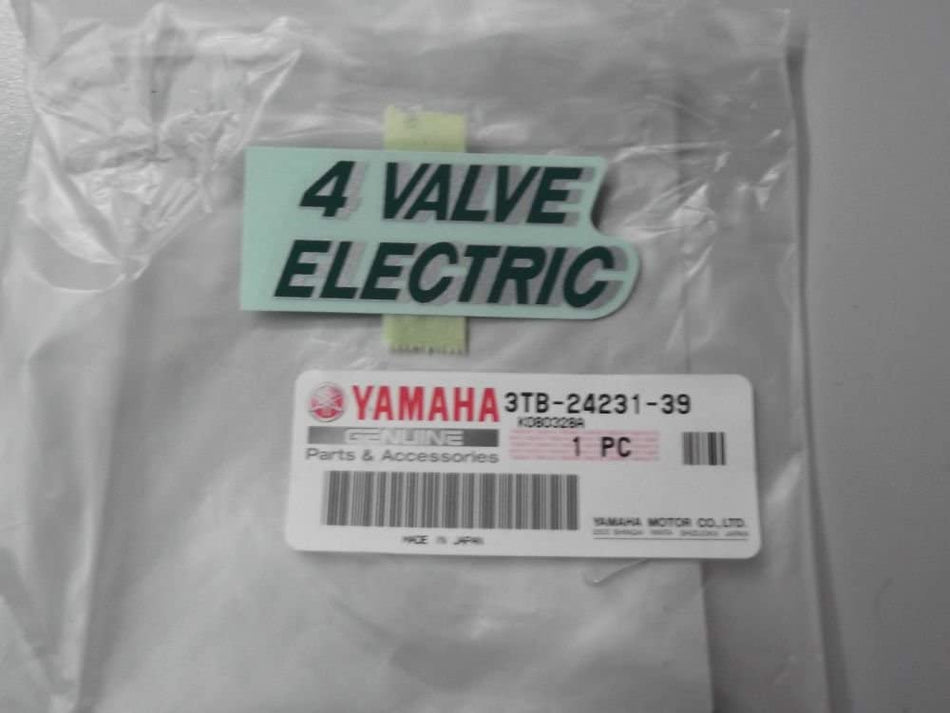 4 VALVE
ELECTRIC
YAMAHA 3TB-24231-39
K080328A
GENUINE 1 PC
Parts & Accessories
YAMAHA MOTOR CO.,LTD.
MADE IN JAPAN